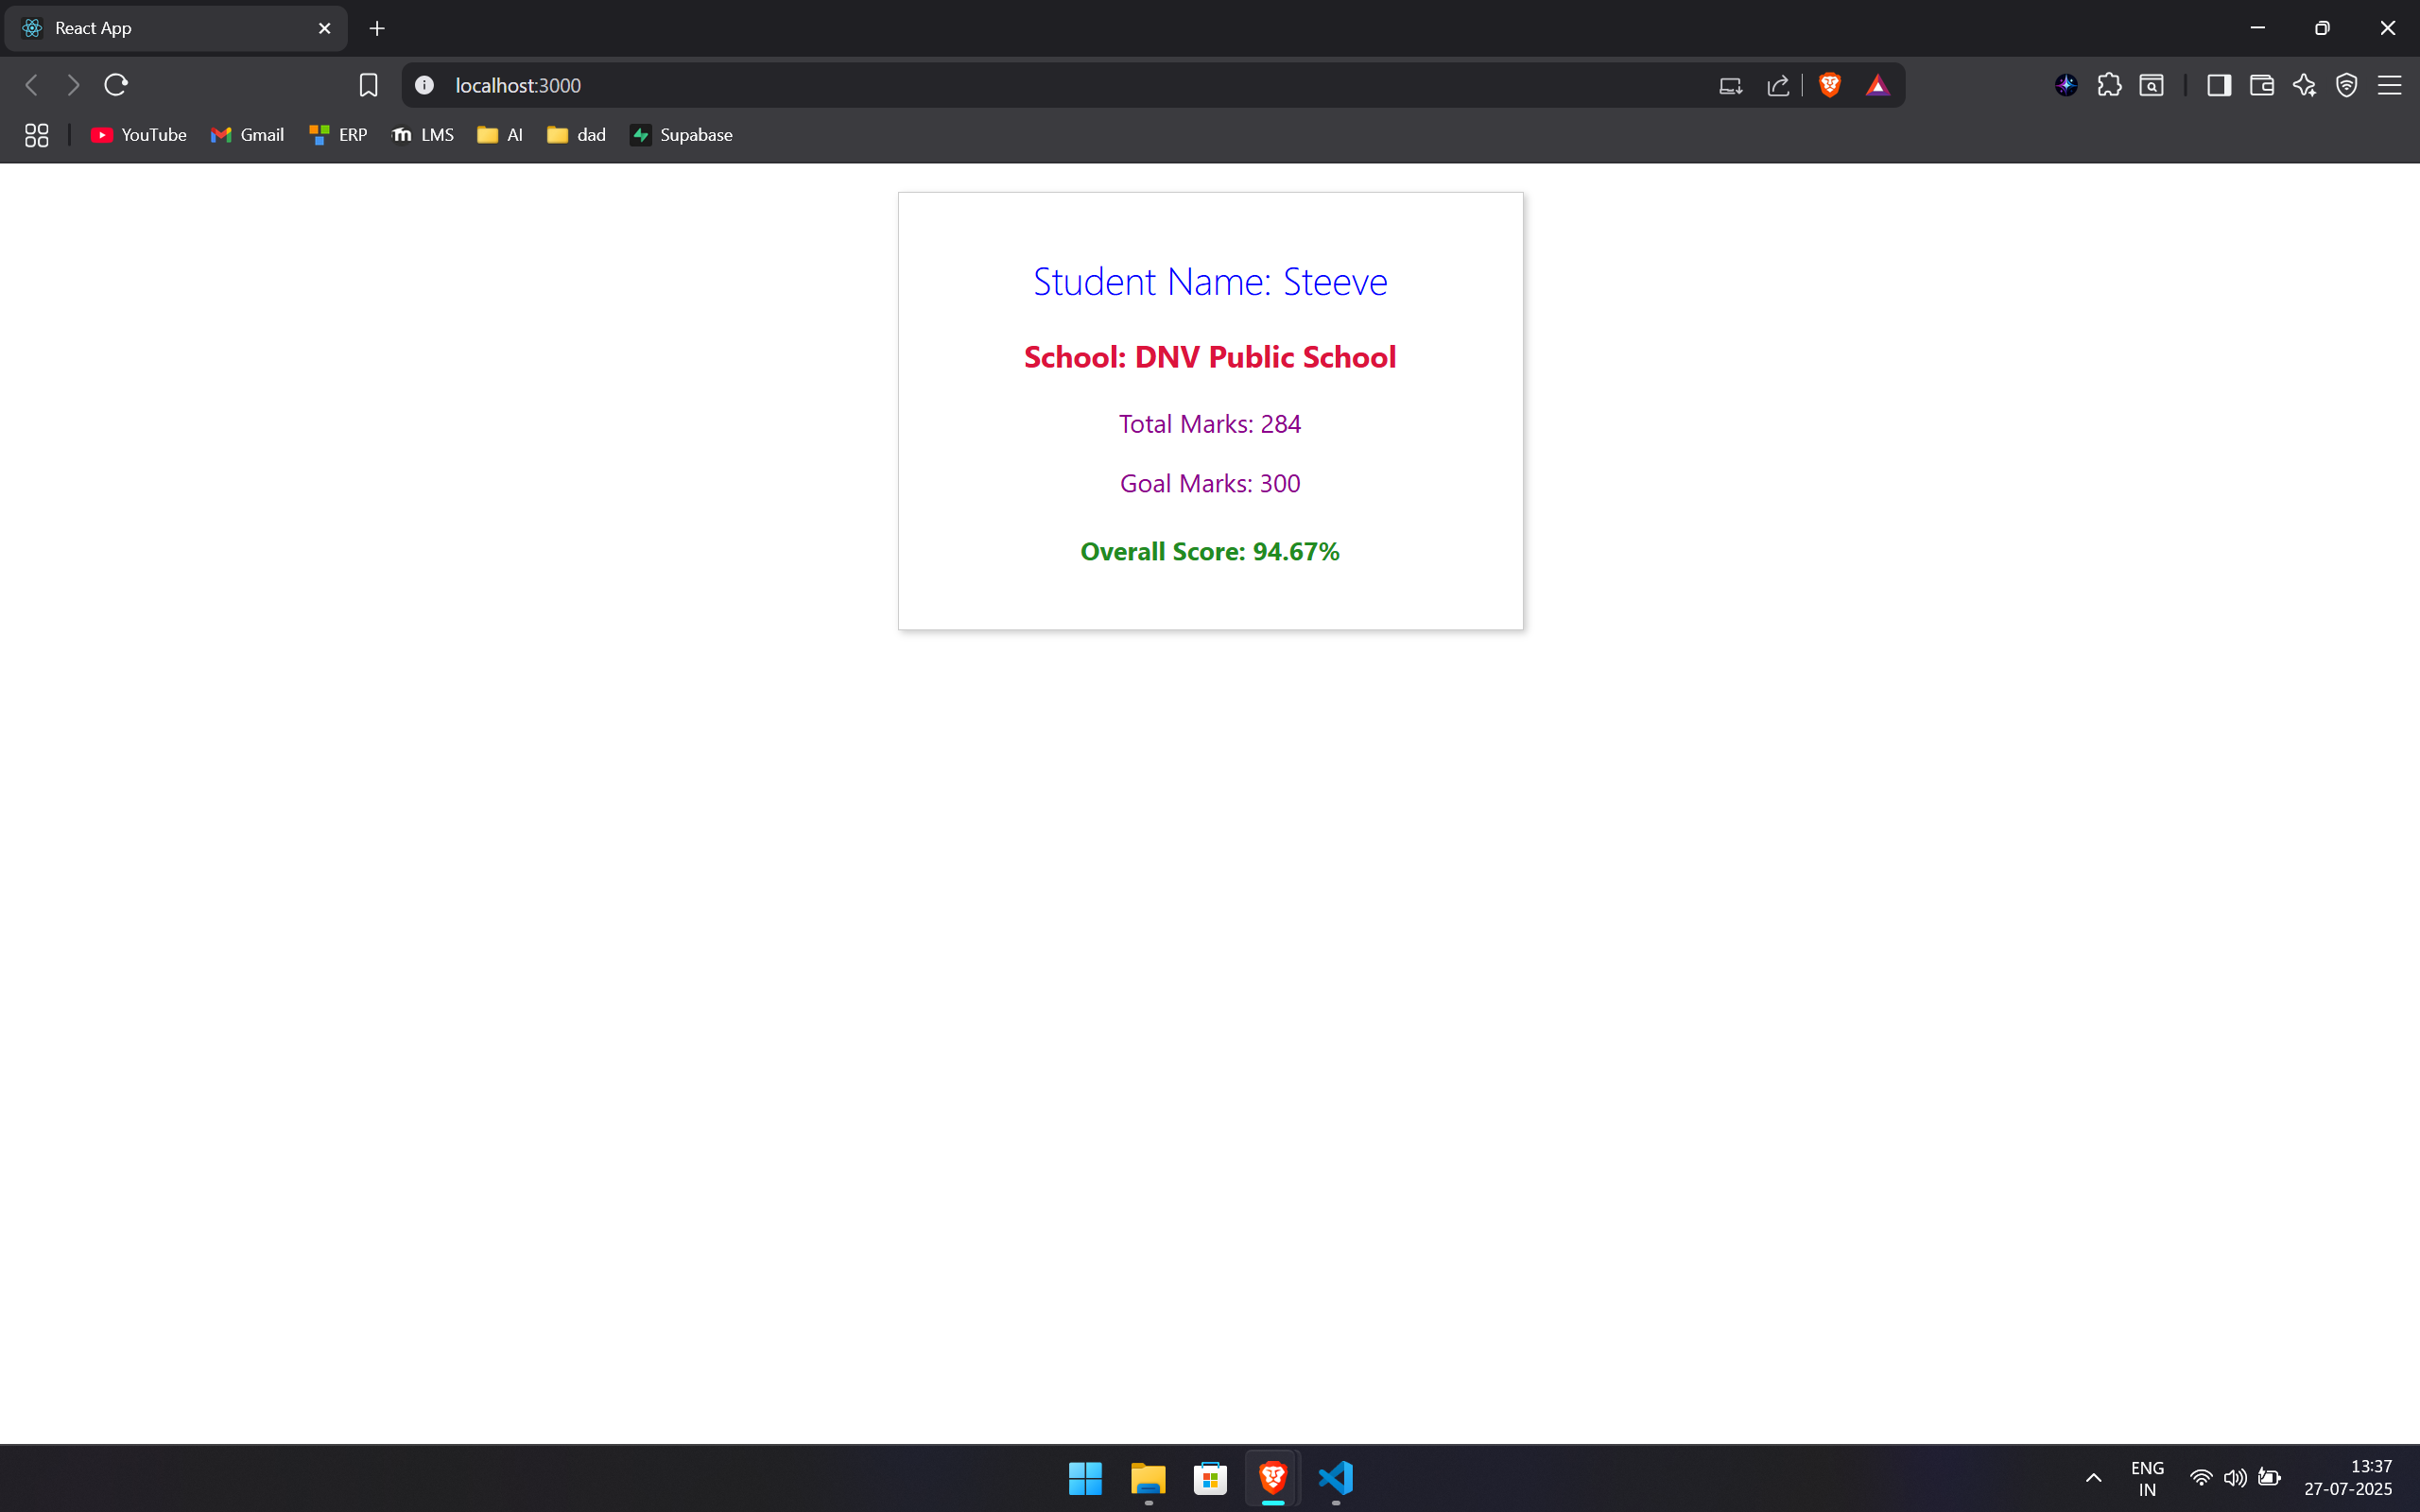 React App
localhost:3000
YouTube Gmail ERP LMS AI dad Supabase
Student Name: Steeve
School: DNV Public School
Total Marks: 284
Goal Marks: 300
Overall Score: 94.67%
ENG
IN
13:37
27-07-2025